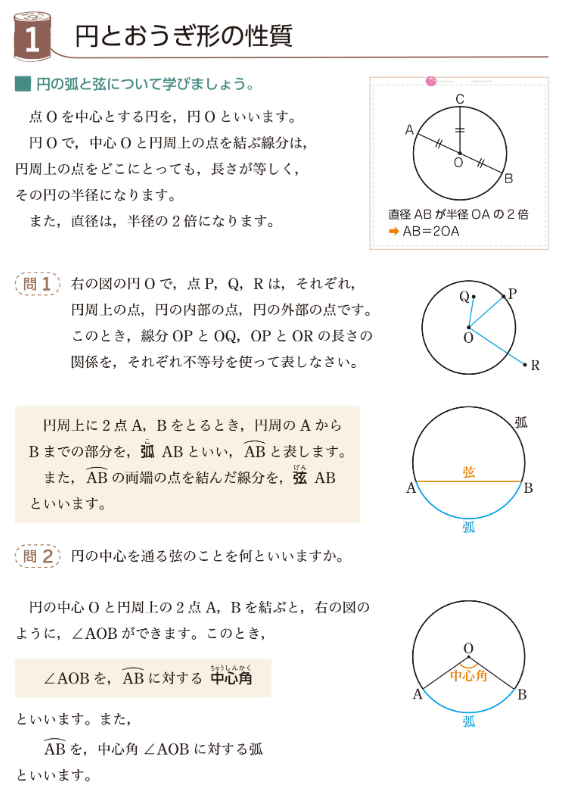 1 円とおうぎ形の性質
円の弧と弦について学びましょう。
点 O を中心とする円を，円 O といいます。
円 O で，中心 O と円周上の点を結ぶ線分は，
円周上の点をどこにとっても，長さが等しく，
その円の半径になります。
また，直径は，半径の 2 倍になります。
C
A
O
B
直径 AB が半径 OA の 2 倍
➡ AB＝2OA
問 1 右の図の円 O で，点 P，Q，R は，それぞれ，
円周上の点，円の内部の点，円の外部の点です。
このとき，線分 OP と OQ，OP と OR の長さの
関係を，それぞれ不等号を使って表しなさい。
Q
P
O
R
円周上に 2 点 A，B をとるとき，円周の A から
こ
B までの部分を，弧 AB といい，AB と表します。
げん
また，AB の両端の点を結んだ線分を，弦 AB
といいます。
弧
弦
A
B
弧
問 2 円の中心を通る弦のことを何といいますか。
円の中心 O と円周上の 2 点 A，B を結ぶと，右の図の
ように，∠AOB ができます。このとき，
ちゅうしんかく
∠AOB を，AB に対する 中心角
といいます。また，
AB を，中心角 ∠AOB に対する弧
といいます。
O
中心角
A
B
弧